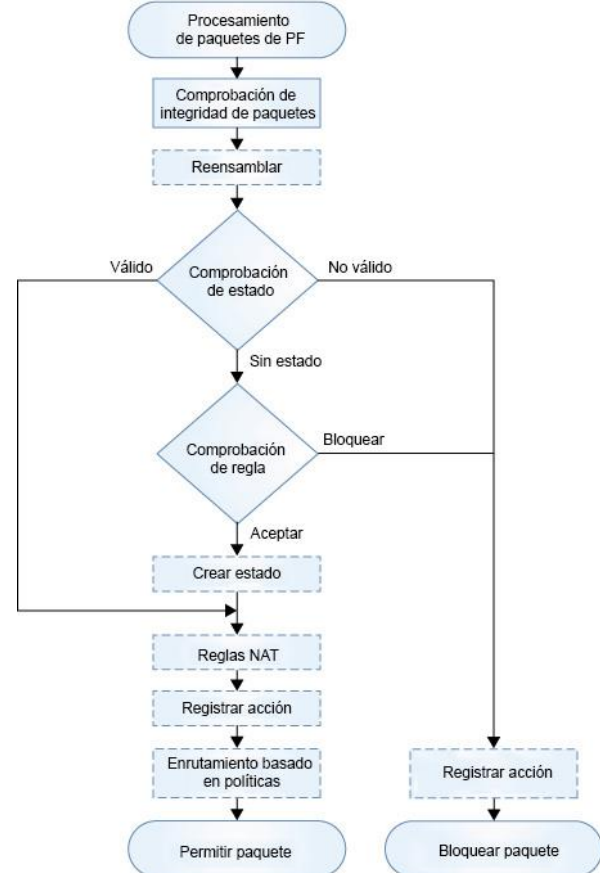 Procesamiento
de paquetes de PF
Comprobación de
integridad de paquetes
Reensamblar
Válido
Comprobación
de estado
No válido
Sin estado
Comprobación
de regla
Bloquear
Aceptar
Crear estado
Reglas NAT
Registrar acción
Enrutamiento basado
en políticas
Registrar acción
Permitir paquete
Bloquear paquete